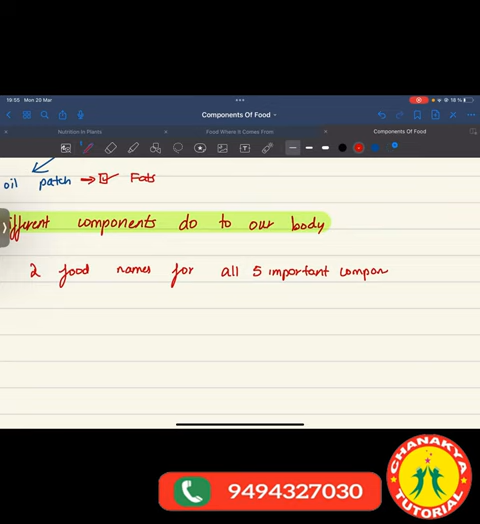 19:55 Mon 20 Mar
18 %
Components Of Food
Nutrition In Plants
Food Where It Comes From
Components Of Food
oil patch → Fats
ifferent components do to our body
2 food names for all 5 important compon
9494327030
CHANAKYA
TUTORIAL